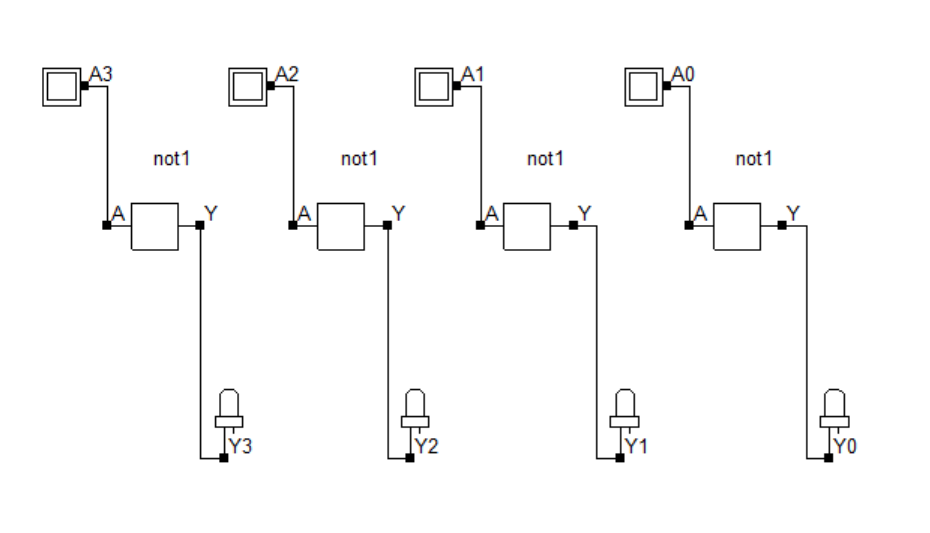 A3 A2 A1 A0
not1 not1 not1 not1
A Y A Y A Y A Y
Y3 Y2 Y1 Y0